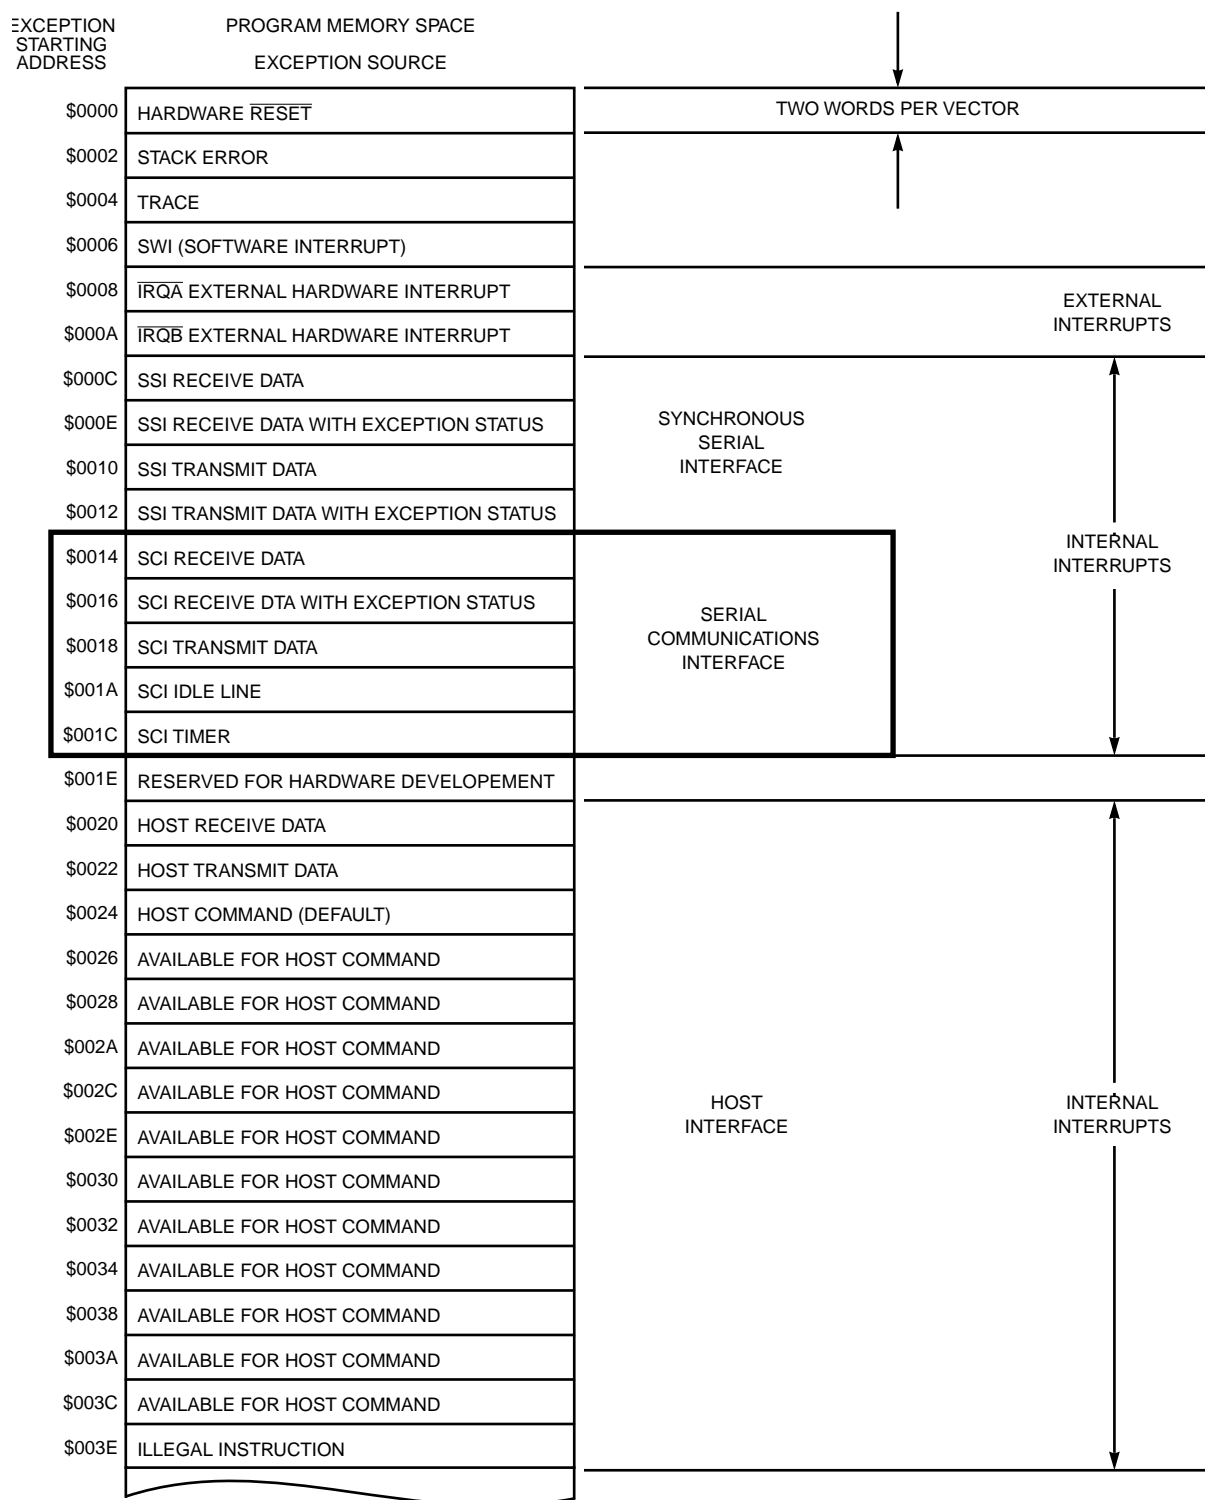 EXCEPTION
STARTING
ADDRESS
PROGRAM MEMORY SPACE
EXCEPTION SOURCE
$0000 HARDWARE RESET
TWO WORDS PER VECTOR
$0002 STACK ERROR
$0004 TRACE
$0006 SWI (SOFTWARE INTERRUPT)
$0008 IRQA EXTERNAL HARDWARE INTERRUPT
$000A IRQB EXTERNAL HARDWARE INTERRUPT
EXTERNAL
INTERRUPTS
$000C SSI RECEIVE DATA
$000E SSI RECEIVE DATA WITH EXCEPTION STATUS
$0010 SSI TRANSMIT DATA
$0012 SSI TRANSMIT DATA WITH EXCEPTION STATUS
SYNCHRONOUS
SERIAL
INTERFACE
$0014 SCI RECEIVE DATA
$0016 SCI RECEIVE DTA WITH EXCEPTION STATUS
$0018 SCI TRANSMIT DATA
$001A SCI IDLE LINE
$001C SCI TIMER
SERIAL
COMMUNICATIONS
INTERFACE
INTERNAL
INTERRUPTS
$001E RESERVED FOR HARDWARE DEVELOPEMENT
$0020 HOST RECEIVE DATA
$0022 HOST TRANSMIT DATA
$0024 HOST COMMAND (DEFAULT)
$0026 AVAILABLE FOR HOST COMMAND
$0028 AVAILABLE FOR HOST COMMAND
$002A AVAILABLE FOR HOST COMMAND
$002C AVAILABLE FOR HOST COMMAND
$002E AVAILABLE FOR HOST COMMAND
$0030 AVAILABLE FOR HOST COMMAND
$0032 AVAILABLE FOR HOST COMMAND
$0034 AVAILABLE FOR HOST COMMAND
$0038 AVAILABLE FOR HOST COMMAND
$003A AVAILABLE FOR HOST COMMAND
$003C AVAILABLE FOR HOST COMMAND
$003E ILLEGAL INSTRUCTION
HOST
INTERFACE
INTERNAL
INTERRUPTS